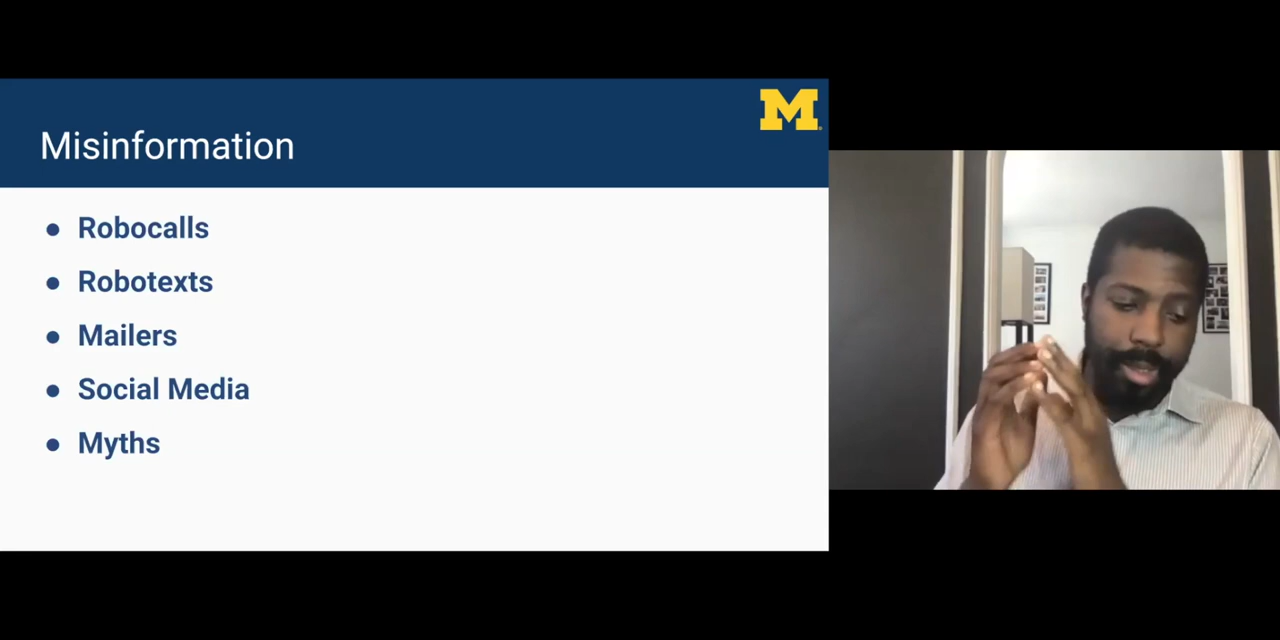 Misinformation
M
● Robocalls
● Robotexts
● Mailers
● Social Media
● Myths